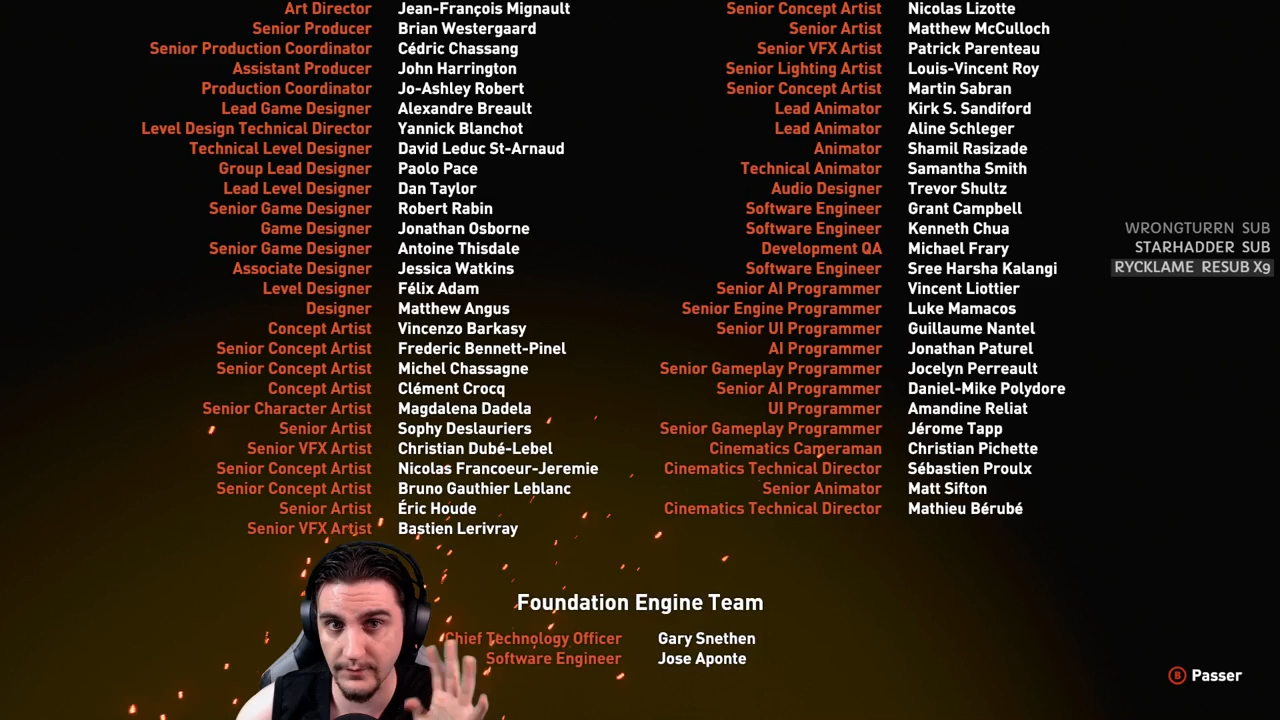 Art Director Jean-François Mignault
Senior Producer Brian Westergaard
Senior Production Coordinator Cédric Chassang
Assistant Producer John Harrington
Production Coordinator Jo-Ashley Robert
Lead Game Designer Alexandre Breault
Level Design Technical Director Yannick Blanchot
Technical Level Designer David Leduc St-Arnaud
Group Lead Designer Paolo Pace
Lead Level Designer Dan Taylor
Senior Game Designer Robert Rabin
Game Designer Jonathan Osborne
Senior Game Designer Antoine Thisdale
Associate Designer Jessica Watkins
Level Designer Félix Adam
Designer Matthew Angus
Concept Artist Vincenzo Barkasy
Senior Concept Artist Frederic Bennett-Pinel
Senior Concept Artist Michel Chassagne
Concept Artist Clément Crocq
Senior Character Artist Magdalena Dadela
Senior Artist Sophy Deslauriers
Senior VFX Artist Christian Dubé-Lebel
Senior Concept Artist Nicolas Francoeur-Jeremie
Senior Concept Artist Bruno Gauthier Leblanc
Senior Artist Éric Houde
Senior VFX Artist Bastien Lerivray
Senior Concept Artist Nicolas Lizotte
Senior Artist Matthew McCulloch
Senior VFX Artist Patrick Parenteau
Senior Lighting Artist Louis-Vincent Roy
Senior Concept Artist Martin Sabran
Lead Animator Kirk S. Sandiford
Lead Animator Aline Schleger
Animator Shamil Rasizade
Technical Animator Samantha Smith
Audio Designer Trevor Shultz
Software Engineer Grant Campbell
Software Engineer Kenneth Chua
Development QA Michael Frary
Software Engineer Sree Harsha Kalangi
Senior AI Programmer Vincent Liottier
Senior Engine Programmer Luke Mamacos
Senior UI Programmer Guillaume Nantel
AI Programmer Jonathan Paturel
Senior Gameplay Programmer Jocelyn Perreault
Senior AI Programmer Daniel-Mike Polydore
UI Programmer Amandine Reliat
Senior Gameplay Programmer Jérome Tapp
Cinematics Cameraman Christian Pichette
Cinematics Technical Director Sébastien Proulx
Senior Animator Matt Sifton
Cinematics Technical Director Mathieu Bérubé
WRONGTURRN SUB
STARHADDER SUB
RYCKLAME RESUB X9
Foundation Engine Team
Chief Technology Officer Gary Snethen
Software Engineer Jose Aponte
B Passer